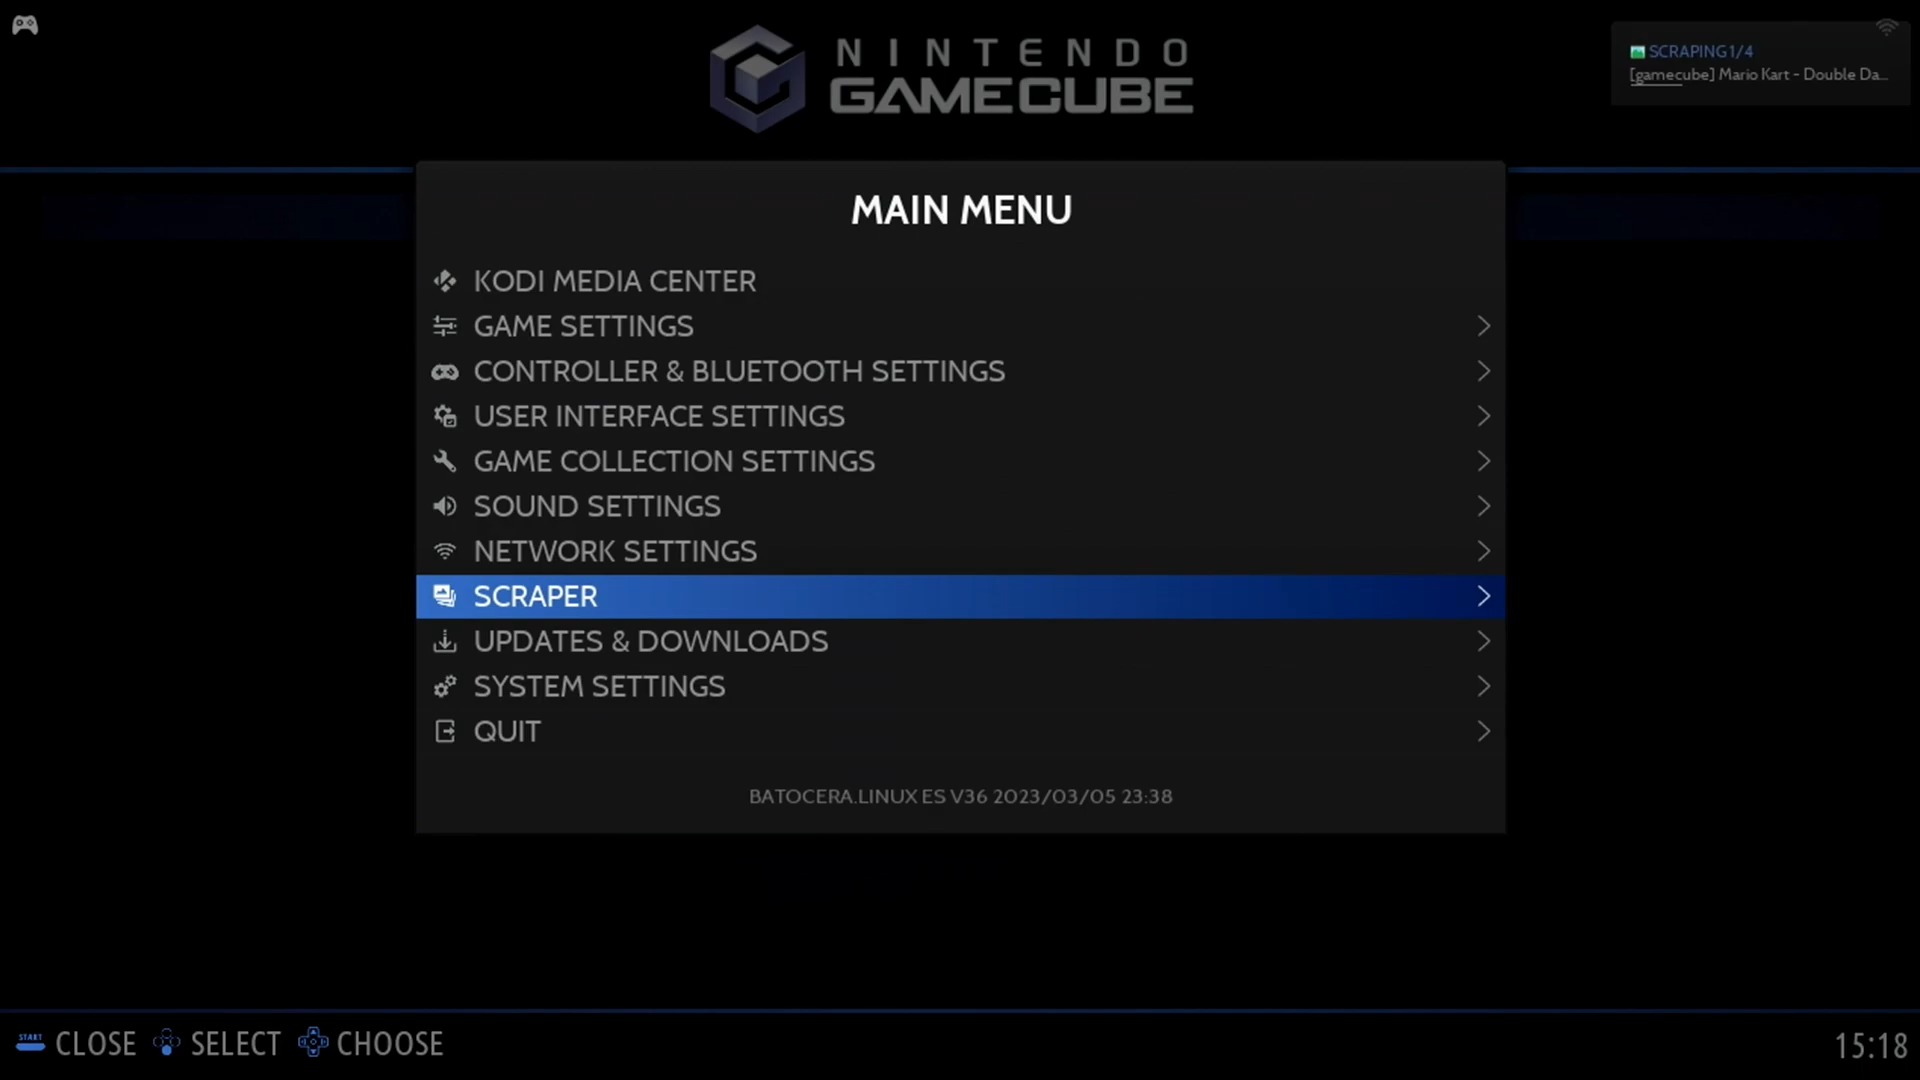 NINTENDO
GAMECUBE
SCRAPING 1/4
[gamecube] Mario Kart - Double Da...
MAIN MENU
KODI MEDIA CENTER
GAME SETTINGS
CONTROLLER & BLUETOOTH SETTINGS
USER INTERFACE SETTINGS
GAME COLLECTION SETTINGS
SOUND SETTINGS
NETWORK SETTINGS
SCRAPER
UPDATES & DOWNLOADS
SYSTEM SETTINGS
QUIT
BATOCERA.LINUX ES V36 2023/03/05 23:38
START CLOSE SELECT CHOOSE
15:18